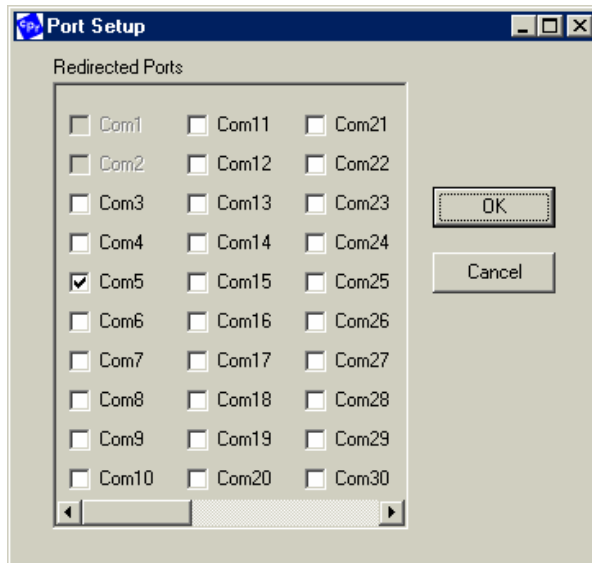 cpr Port Setup
Redirected Ports
Com1 Com11 Com21
Com2 Com12 Com22
Com3 Com13 Com23
Com4 Com14 Com24
Com5 Com15 Com25
Com6 Com16 Com26
Com7 Com17 Com27
Com8 Com18 Com28
Com9 Com19 Com29
Com10 Com20 Com30
OK
Cancel